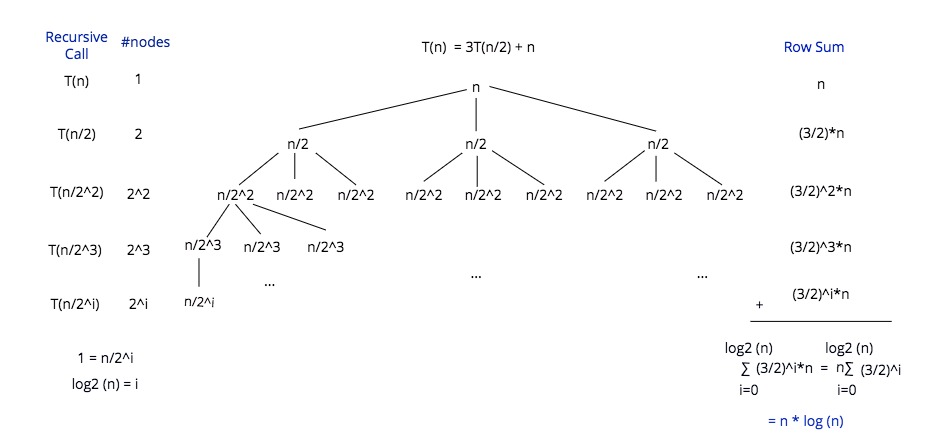 Recursive Call #nodes T(n) = 3T(n/2) + n Row Sum
T(n) 1 n n
T(n/2) 2 n/2 n/2 n/2 (3/2)*n
T(n/2^2) 2^2 n/2^2 n/2^2 n/2^2 n/2^2 n/2^2 n/2^2 n/2^2 n/2^2 n/2^2 (3/2)^2*n
T(n/2^3) 2^3 n/2^3 n/2^3 n/2^3 (3/2)^3*n
... ... ...
T(n/2^i) 2^i n/2^i + (3/2)^i*n
1 = n/2^i
log2 (n) = i
log2 (n) log2 (n)
∑ (3/2)^i*n = n∑ (3/2)^i
i=0 i=0
= n * log (n)